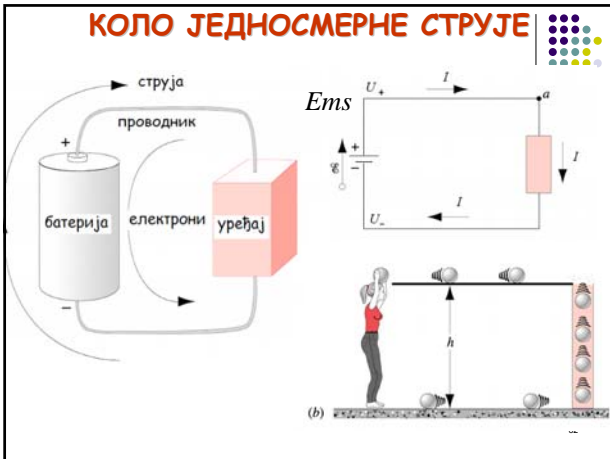 КОЛО ЈЕДНОСМЕРНЕ СТРУЈЕ
струја
проводник
+
батерија
електрони
уређај
−
Ems
U+
I
a
+
−
ℰ
I
U−
I
h
(b)